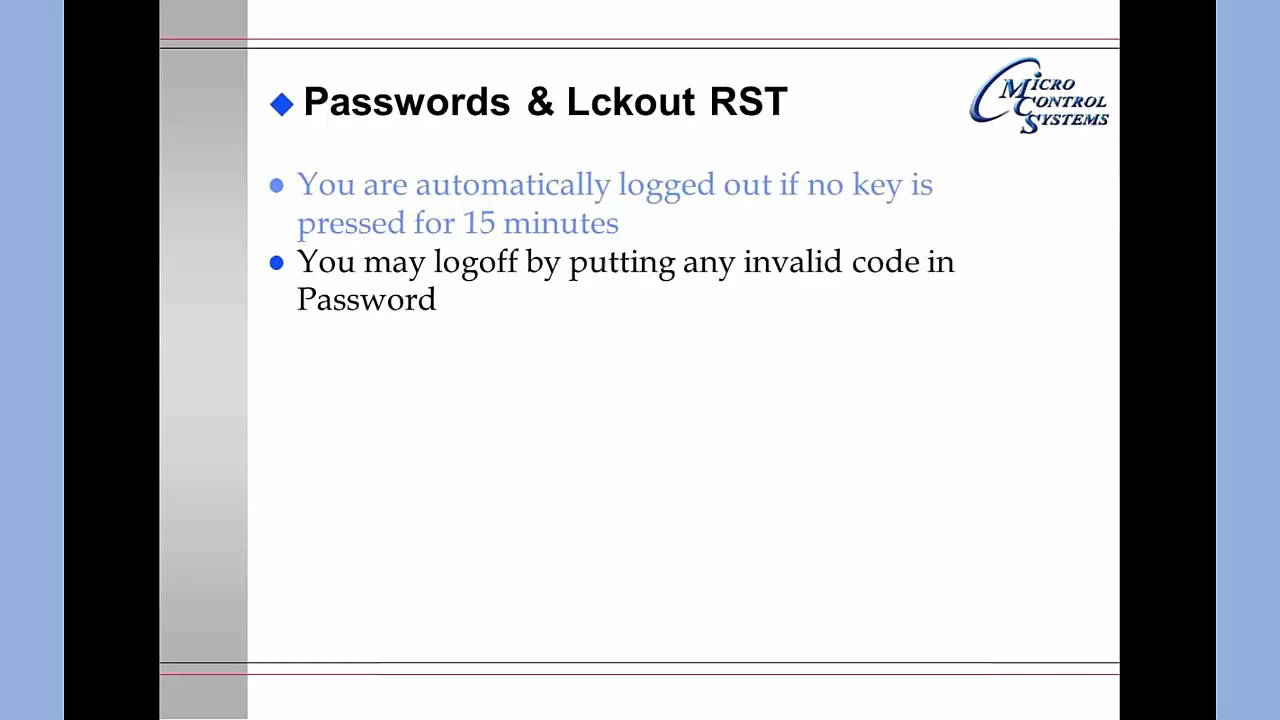 Passwords & Lckout RST
MICRO
CONTROL
SYSTEMS
You are automatically logged out if no key is
pressed for 15 minutes
You may logoff by putting any invalid code in
Password